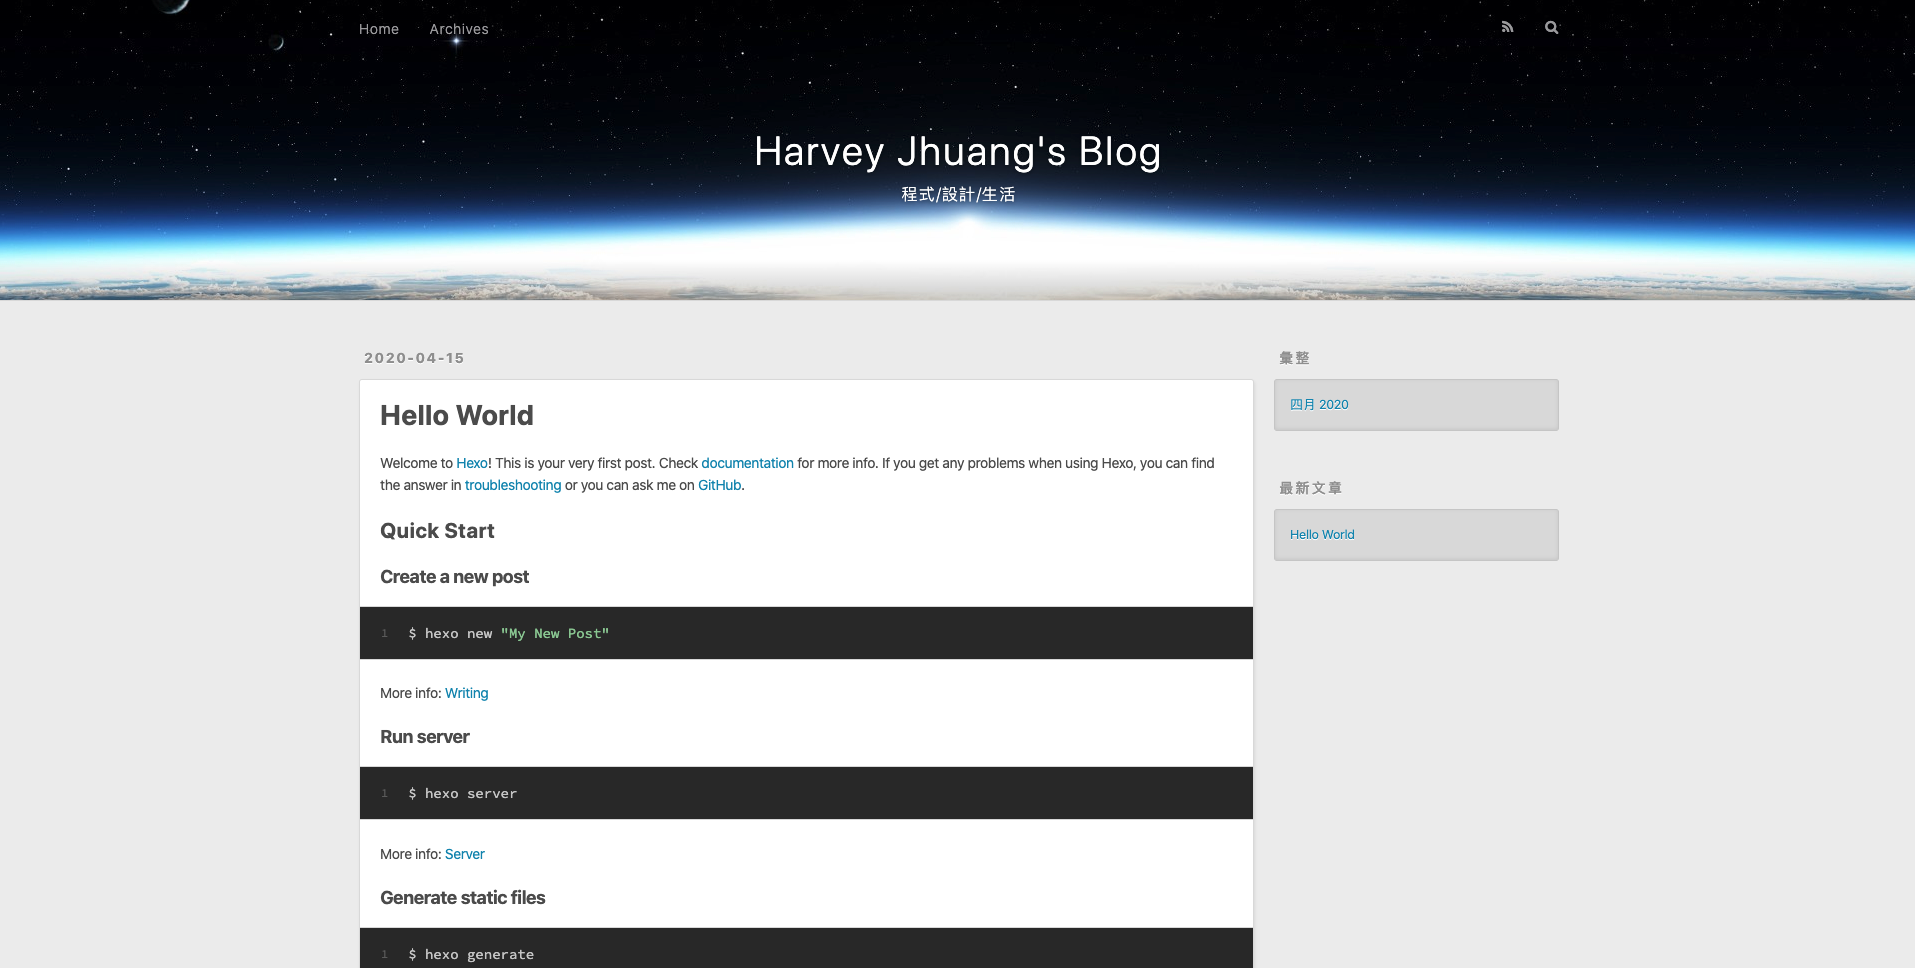 Home Archives
Harvey Jhuang's Blog
程式/設計/生活
2020-04-15
Hello World
Welcome to Hexo! This is your very first post. Check documentation for more info. If you get any problems when using Hexo, you can find
the answer in troubleshooting or you can ask me on GitHub.
Quick Start
Create a new post
1 $ hexo new "My New Post"
More info: Writing
Run server
1 $ hexo server
More info: Server
Generate static files
1 $ hexo generate
彙整
四月 2020
最新文章
Hello World